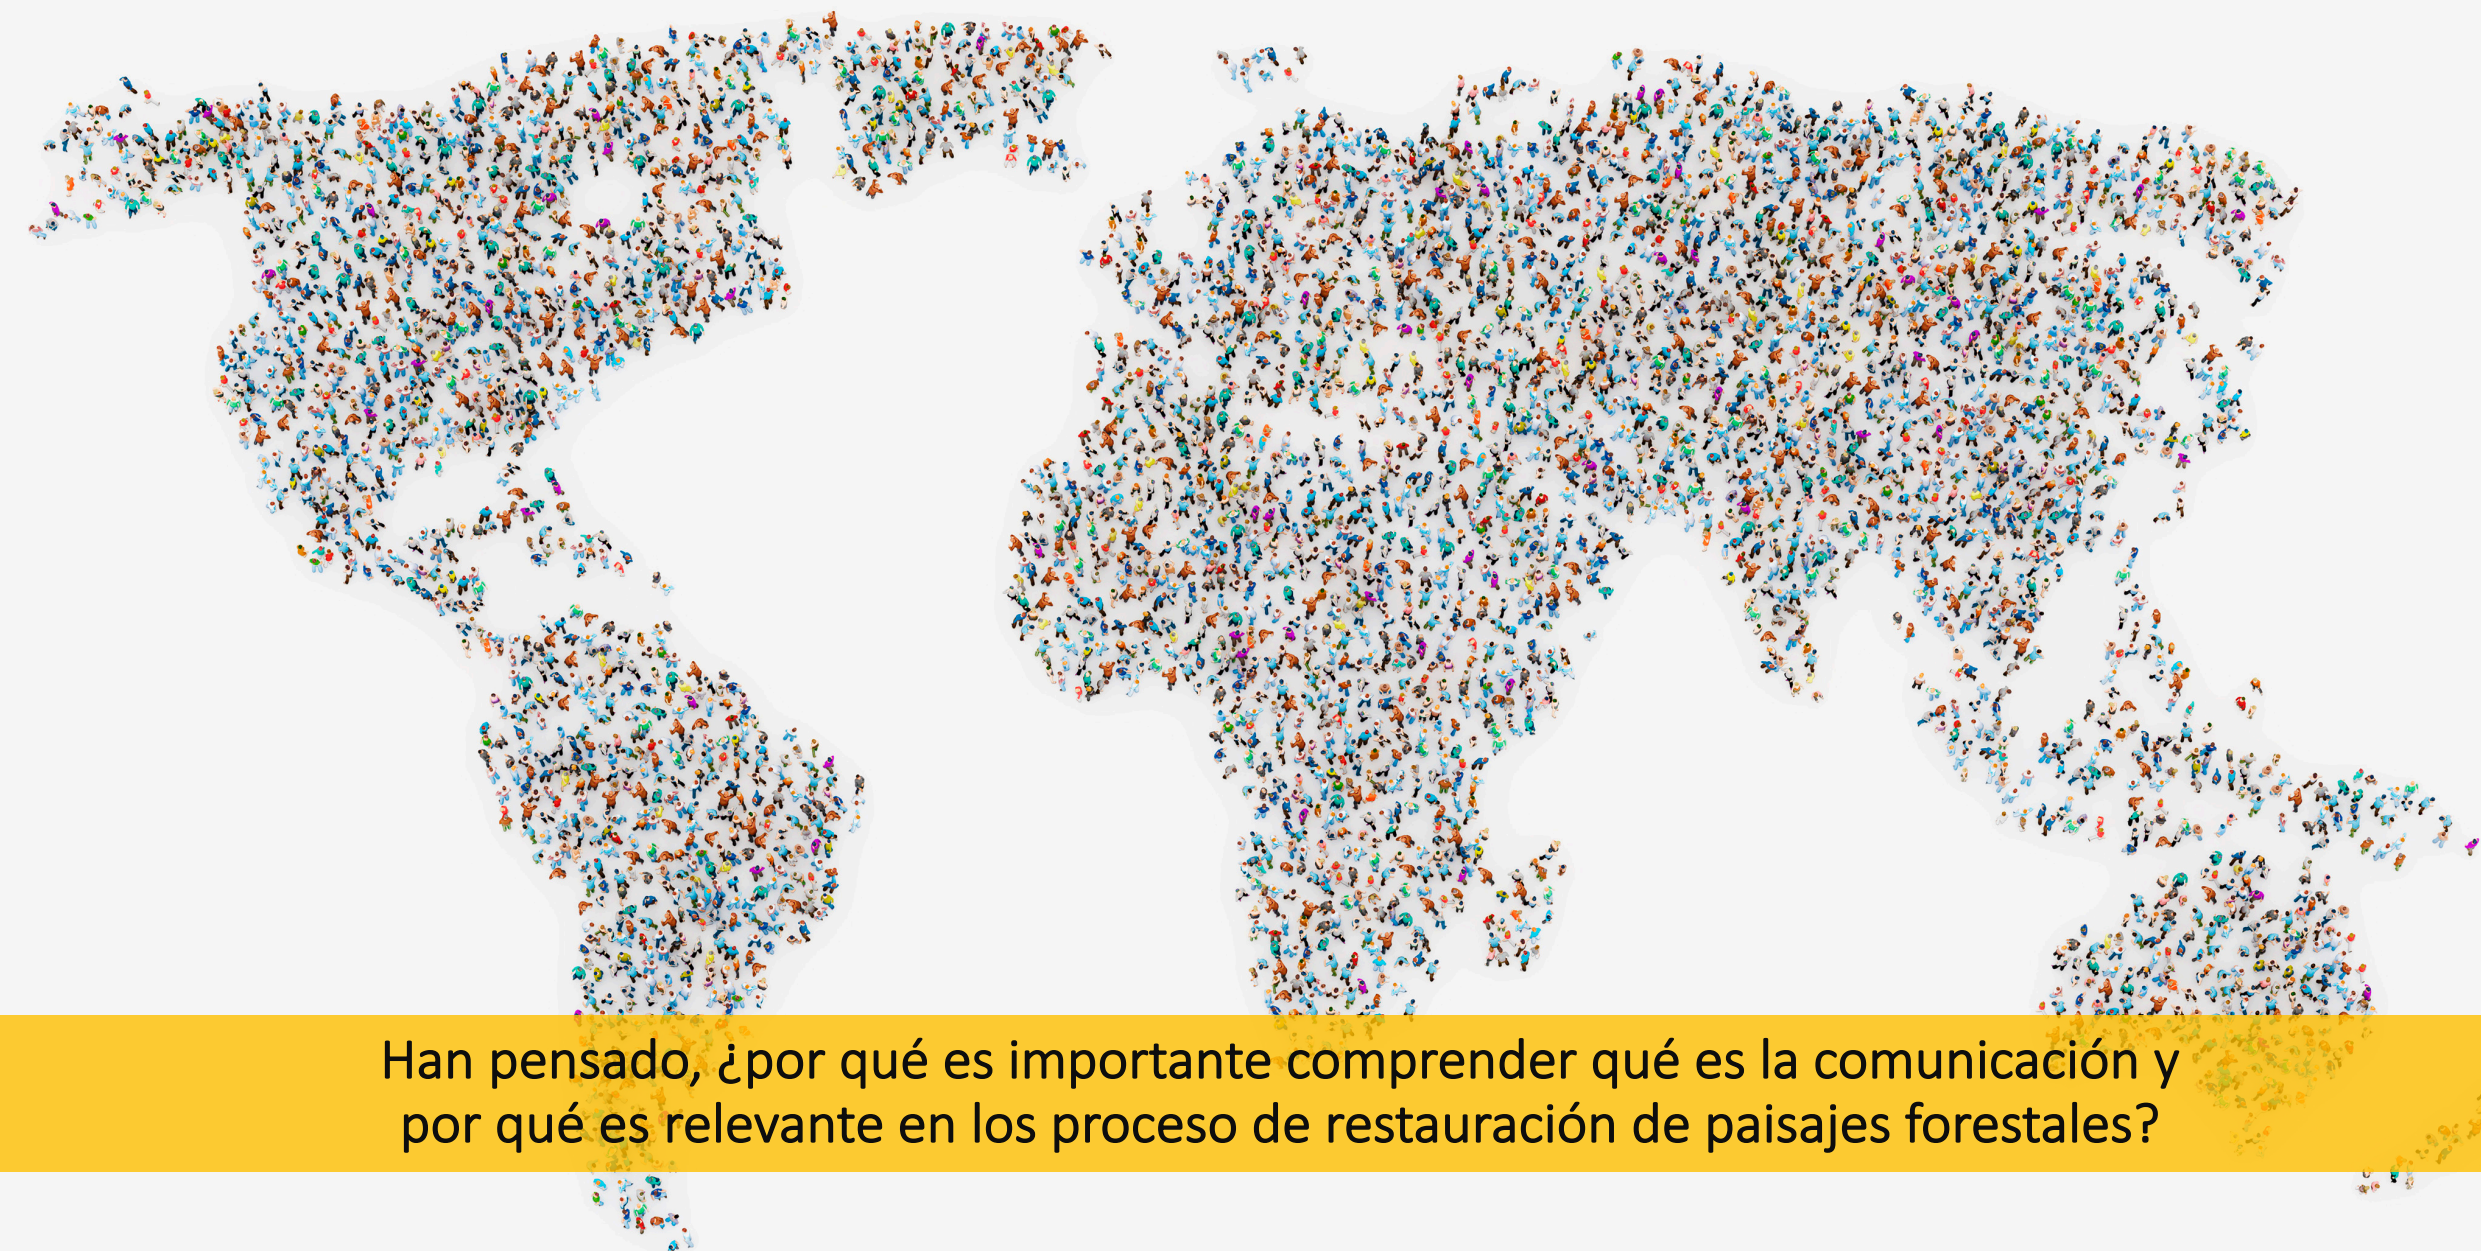 Han pensado, ¿por qué es importante comprender qué es la comunicación y
por qué es relevante en los proceso de restauración de paisajes forestales?